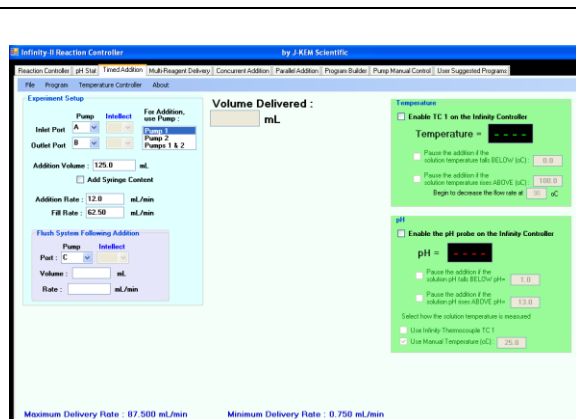 Infinity-II Reaction Controller by J-KEM Scientific
Reaction Controller pH Stat Timed Addition Multi-Reagent Delivery Concurrent Addition Parallel Addition Program Builder Pump Manual Control User Suggested Programs
File Program Temperature Controller About
Experiment Setup
Pump Intellect
For Addition, use Pump :
Inlet Port A
Outlet Port B
Pump 1
Pump 2
Pumps 1 & 2
Addition Volume : 125.0 mL
Add Syringe Content
Addition Rate : 12.0 mL/min
Fill Rate : 62.50 mL/min
Flush System Following Addition
Pump Intellect
Port : C
Volume : mL
Rate : mL/min
Volume Delivered :
mL
Temperature
Enable TC 1 on the Infinity Controller
Temperature = - - - -
Pause the addition if the
solution temperature falls BELOW (oC) : 0.0
Pause the addition if the
solution temperature rises ABOVE (oC) : 100.0
Begin to decrease the flow rate at oC
pH
Enable the pH probe on the Infinity Controller
pH = - - - -
Pause the addition if the
solution pH falls BELOW pH= 1.0
Pause the addition if the
solution pH rises ABOVE pH= 13.0
Select how the solution temperature is measured
Use Infinity Thermocouple TC 1
Use Manual Temperature (oC) : 25.0
Maximum Delivery Rate : 87.500 mL/min Minimum Delivery Rate : 0.750 mL/min